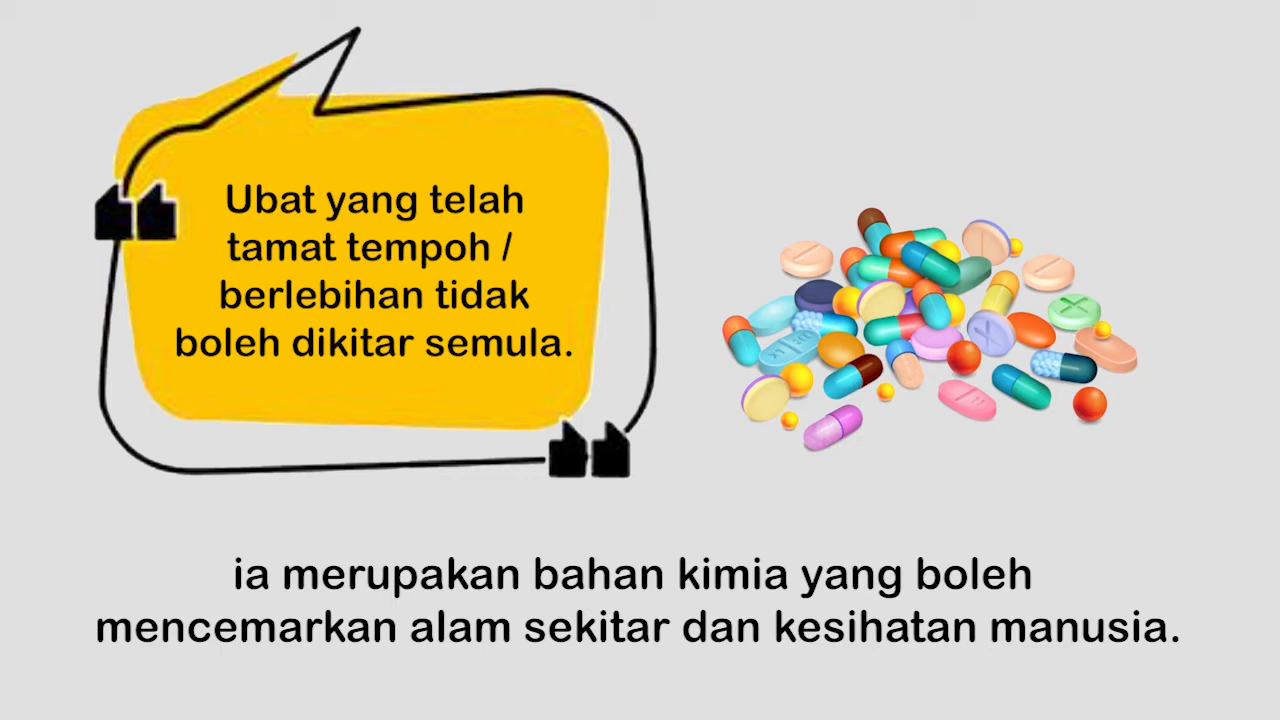 Ubat yang telah
tamat tempoh /
berlebihan tidak
boleh dikitar semula.
ia merupakan bahan kimia yang boleh
mencemarkan alam sekitar dan kesihatan manusia.